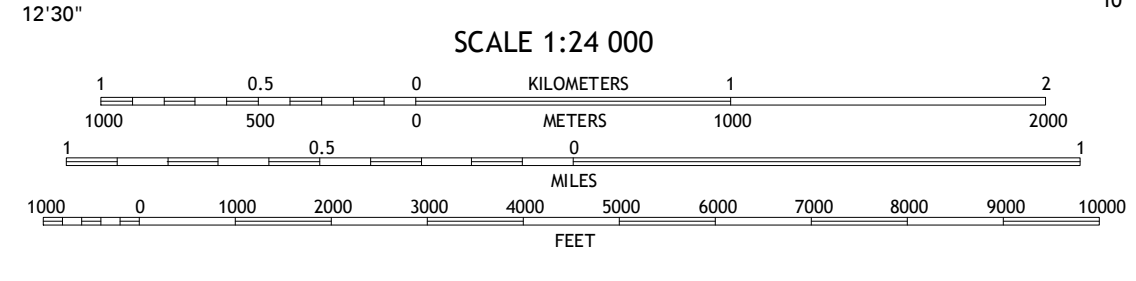 12'30"
10
SCALE 1:24 000
1 0.5 0 KILOMETERS 1 2
1000 500 0 METERS 1000 2000
1 0.5 0 1
MILES
1000 0 1000 2000 3000 4000 5000 6000 7000 8000 9000 10000
FEET